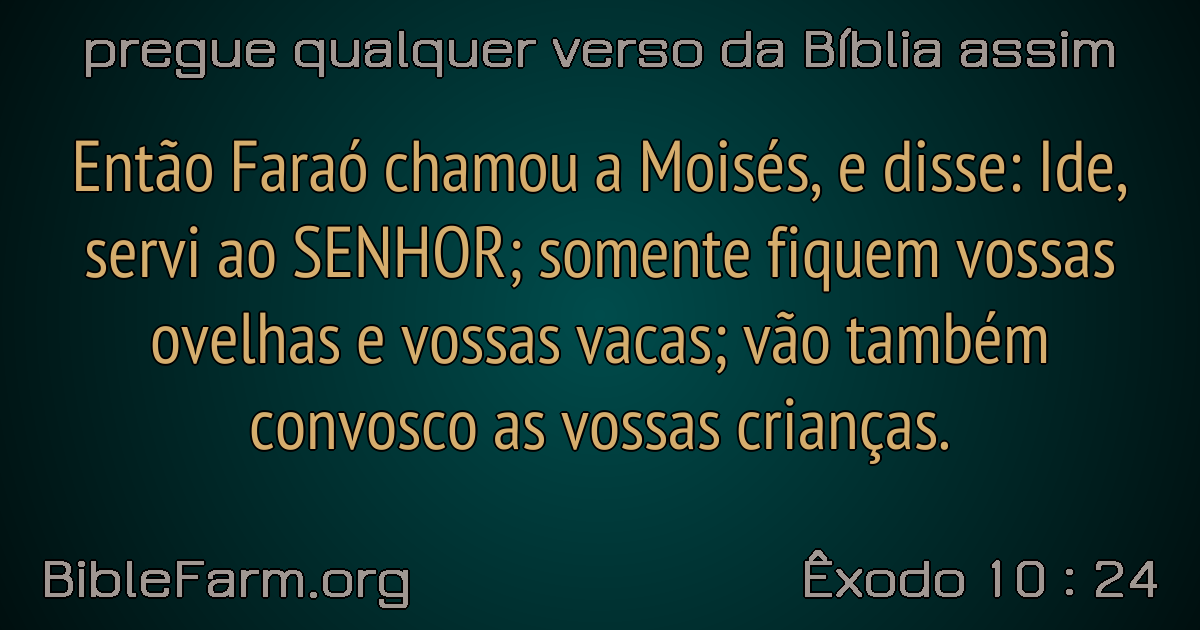 pregue qualquer verso da Bíblia assim
Então Faraó chamou a Moisés, e disse: Ide,
servi ao SENHOR; somente fiquem vossas
ovelhas e vossas vacas; vão também
convosco as vossas crianças.
BibleFarm.org
Êxodo 10 : 24